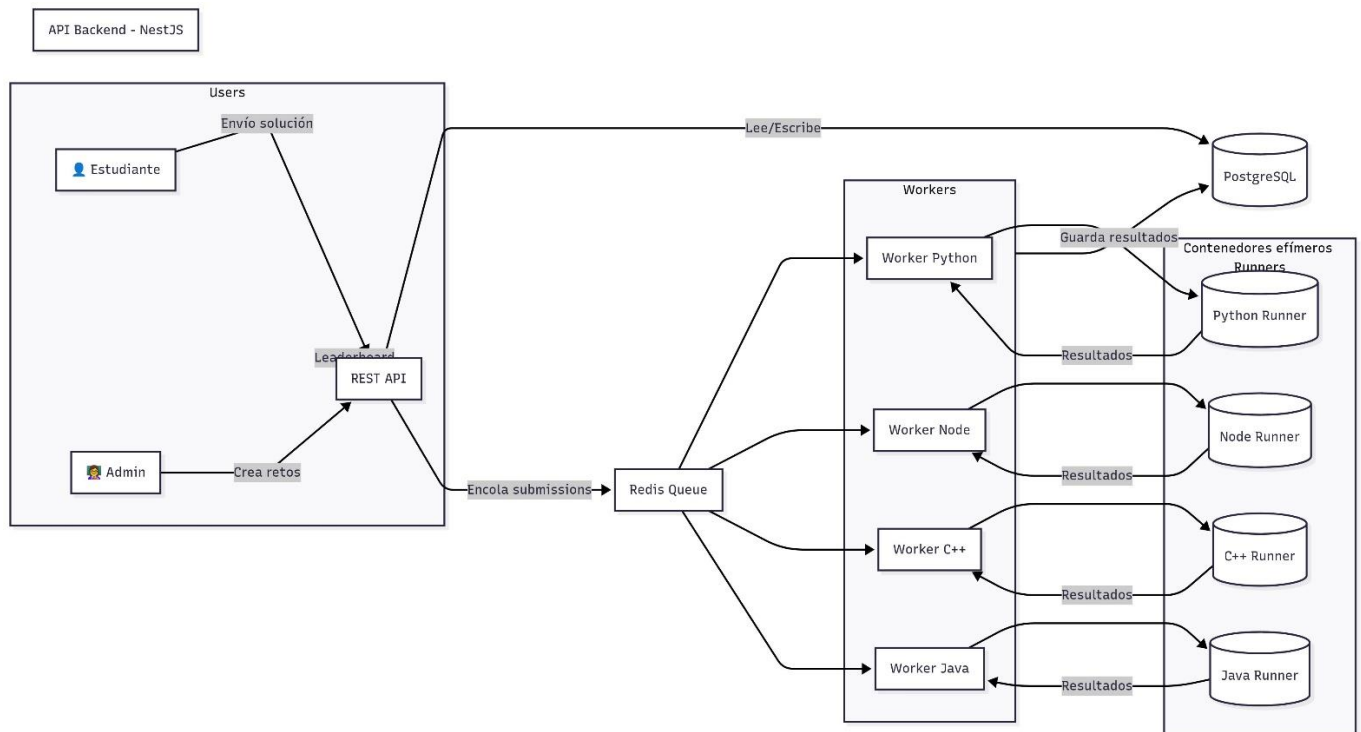 API Backend - NestJS
Users
Envío solución
👤 Estudiante
Leaderboard
REST API
👩‍🏫 Admin
Crea retos
Lee/Escribe
PostgreSQL
Encola submissions
Redis Queue
Workers
Worker Python
Guarda resultados
Contenedores efímeros
Runners
Python Runner
Resultados
Worker Node
Node Runner
Resultados
Worker C++
C++ Runner
Resultados
Worker Java
Java Runner
Resultados